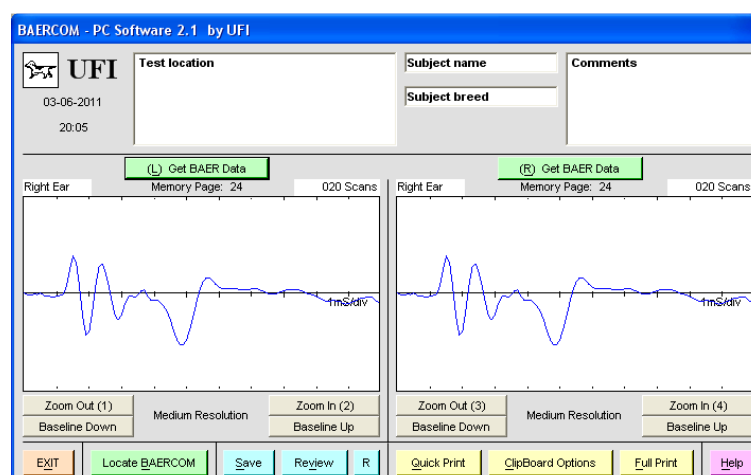 BAERCOM - PC Software 2.1 by UFI
UFI
03-06-2011
20:05
Test location
Subject name
Subject breed
Comments
(L) Get BAER Data
(R) Get BAER Data
Right Ear Memory Page: 24 020 Scans
Right Ear Memory Page: 24 020 Scans
1mS/div
1mS/div
Zoom Out (1)
Baseline Down
Medium Resolution
Zoom In (2)
Baseline Up
Zoom Out (3)
Baseline Down
Medium Resolution
Zoom In (4)
Baseline Up
EXIT Locate BAERCOM Save Review R Quick Print ClipBoard Options Full Print Help